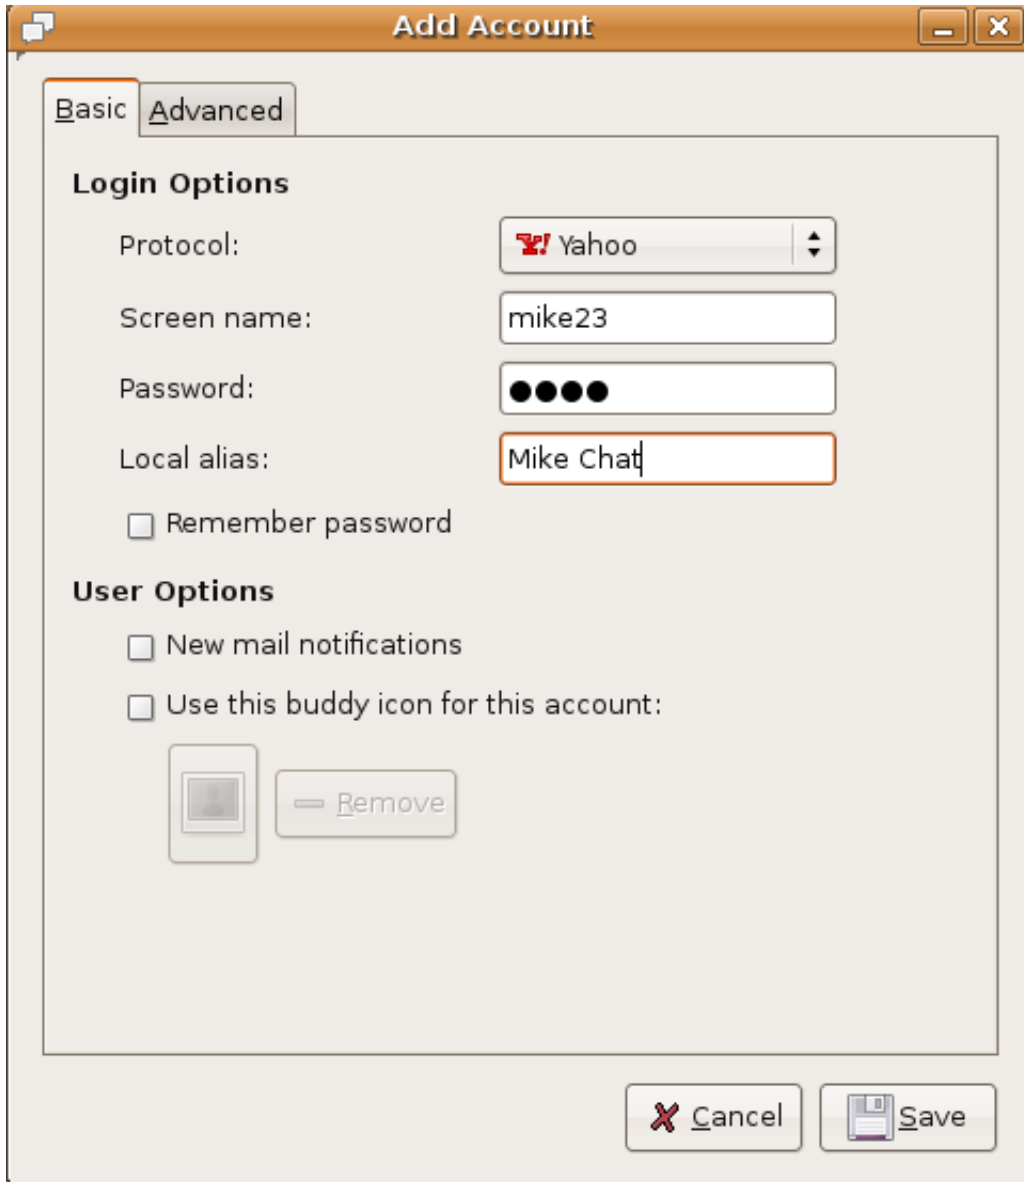 Add Account
Basic Advanced
Login Options
Protocol: Y! Yahoo
Screen name: mike23
Password: ●●●●
Local alias: Mike Chat
Remember password
User Options
New mail notifications
Use this buddy icon for this account:
Remove
Cancel Save